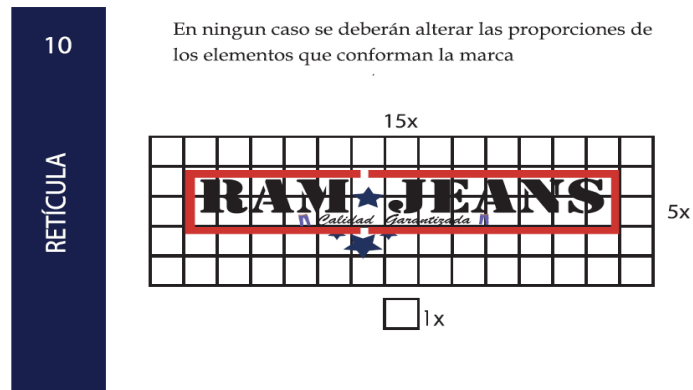 10
RETÍCULA
En ningun caso se deberán alterar las proporciones de
los elementos que conforman la marca
15x
RAM JEANS
Calidad Garantizada
5x
1x